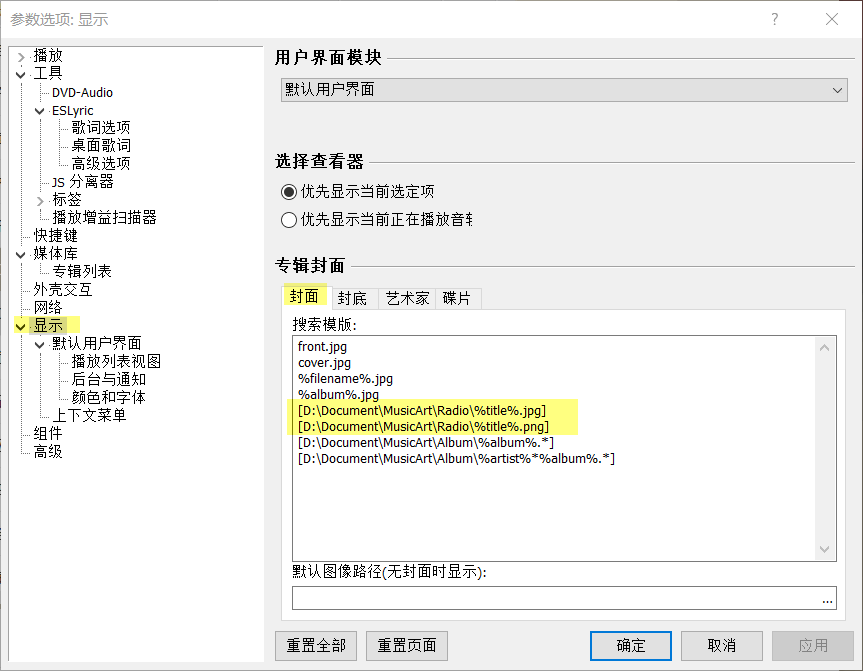 参数选项: 显示
?
播放
工具
DVD-Audio
ESLyric
歌词选项
桌面歌词
高级选项
JS 分离器
标签
播放增益扫描器
快捷键
媒体库
专辑列表
外壳交互
网络
显示
默认用户界面
播放列表视图
后台与通知
颜色和字体
上下文菜单
组件
高级
用户界面模块
默认用户界面
选择查看器
优先显示当前选定项
优先显示当前正在播放音
专辑封面
封面 封底 艺术家 碟片
搜索模版:
front.jpg
cover.jpg
%filename%.jpg
%album%.jpg
[D:\Document\MusicArt\Radio\%title%.jpg]
[D:\Document\MusicArt\Radio\%title%.png]
[D:\Document\MusicArt\Album\%album%.*]
[D:\Document\MusicArt\Album\%artist%*%album%.*]
默认图像路径(无封面时显示):
...
重置全部 重置页面 确定 取消 应用